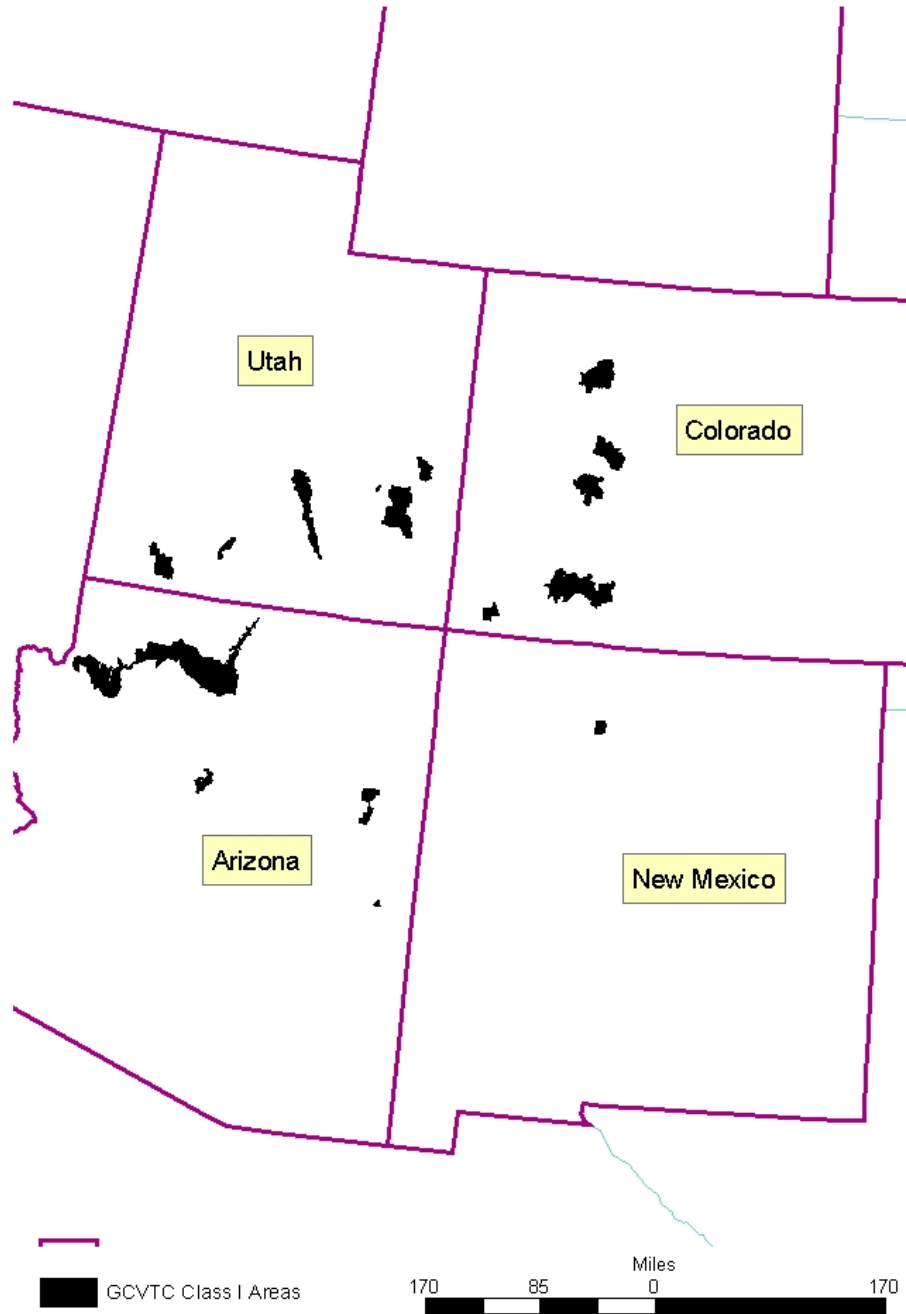 Utah
Colorado
Arizona
New Mexico
Miles
170 85 0 170
GCVTC Class I Areas